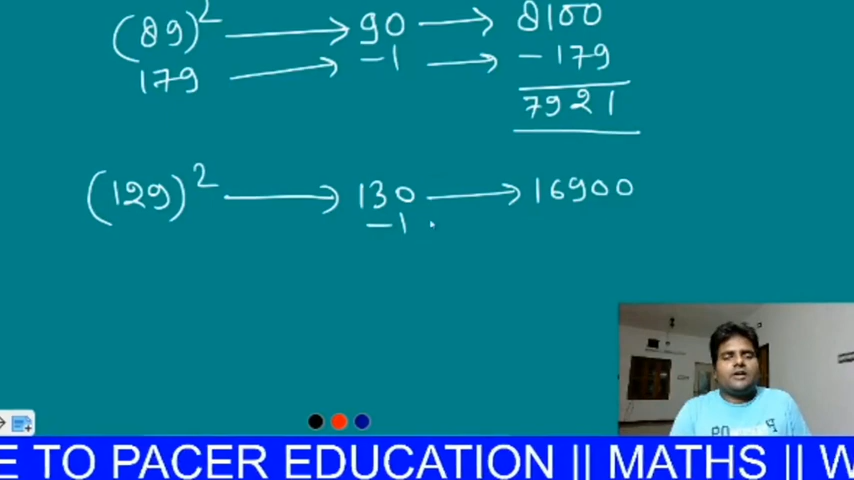 (89)² → 90 → 8100
179 → -1 → - 179
7921
(129)² → 130 → 16900
-1
E TO PACER EDUCATION || MATHS || W